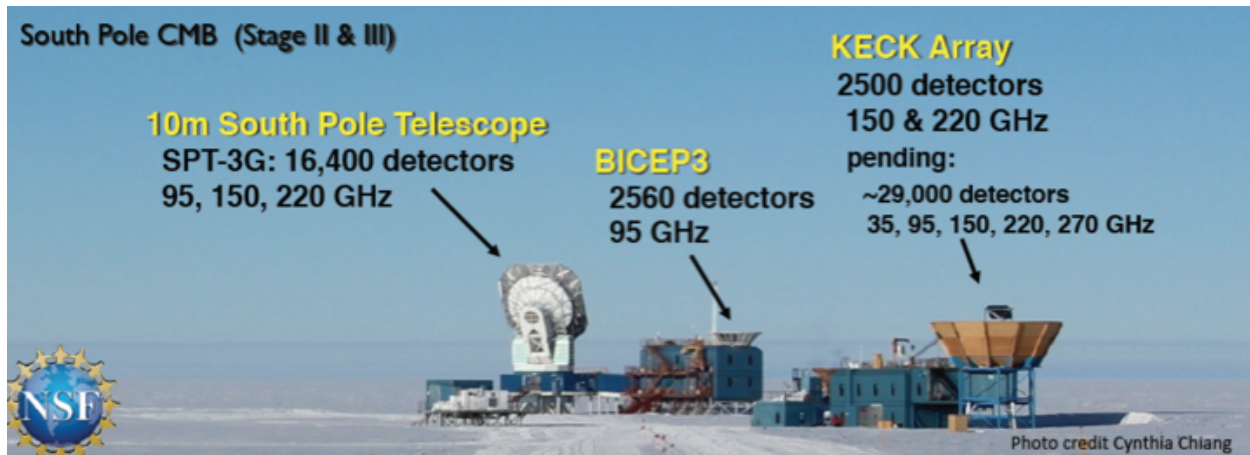 South Pole CMB (Stage II & III)
10m South Pole Telescope
SPT-3G: 16,400 detectors
95, 150, 220 GHz
BICEP3
2560 detectors
95 GHz
KECK Array
2500 detectors
150 & 220 GHz
pending:
~29,000 detectors
35, 95, 150, 220, 270 GHz
NSF
Photo credit Cynthia Chiang